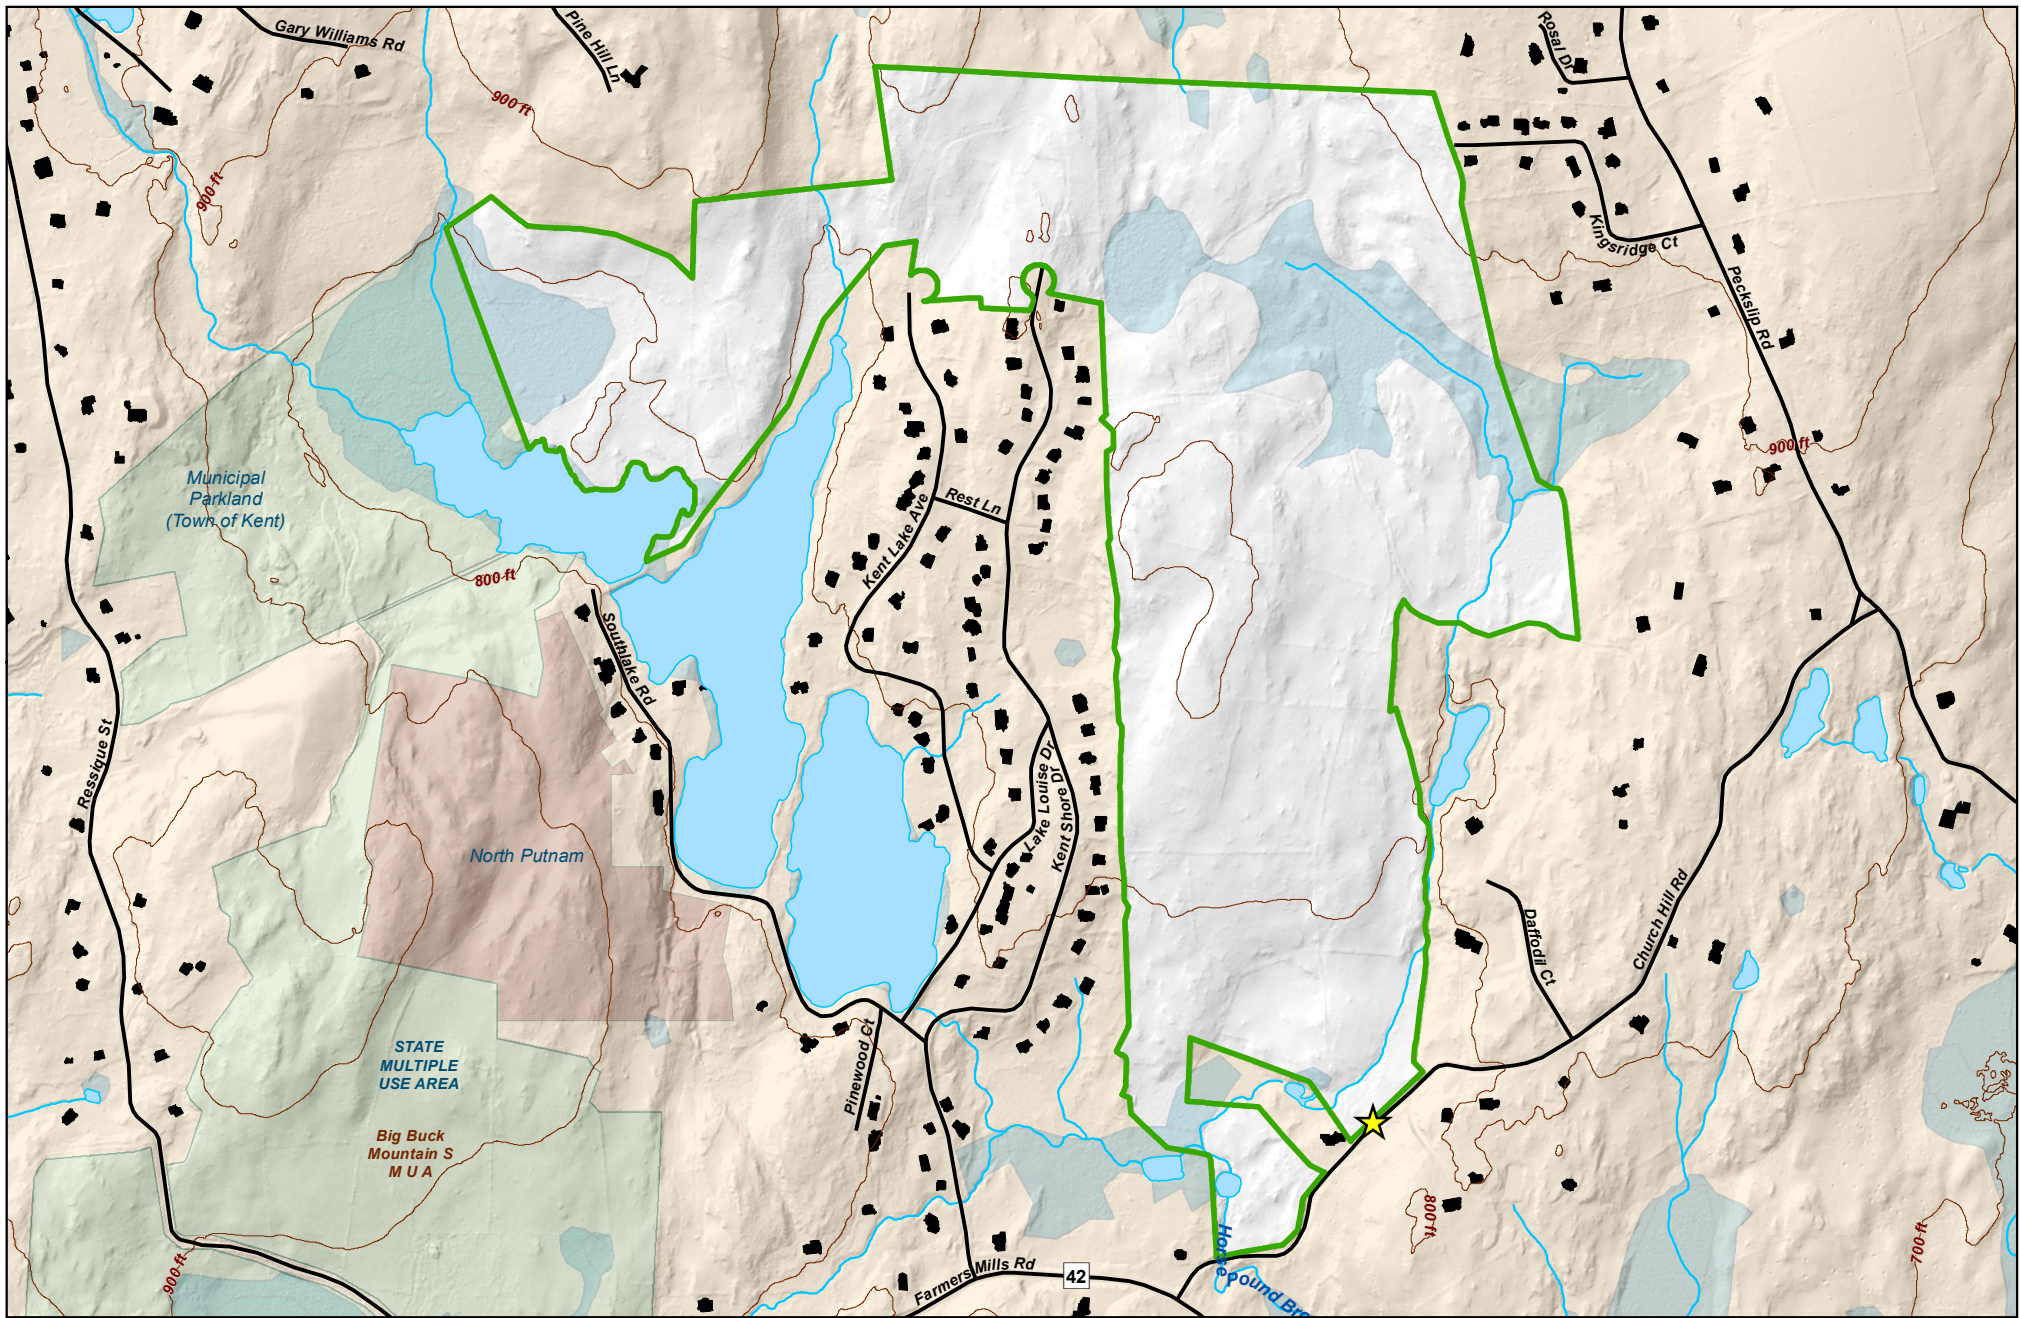 Gary Williams Rd
Pine Hill Ln
Rosal Dr
900 ft
900 ft
Kingsridge Ct
Peckslip Rd
900 ft
Municipal
Parkland
(Town of Kent)
Rest Ln
Kent Lake Ave
800 ft
Southlake Rd
Ressique St
Lake Louise Dr
Kent Shore Dr
North Putnam
Church Hill Rd
Daffodil Ct
STATE
MULTIPLE
USE AREA
Pinewood Ct
Big Buck
Mountain S
M U A
800 ft
700 ft
900 ft
Farmers Mills Rd
42
Horse
Pound Bro